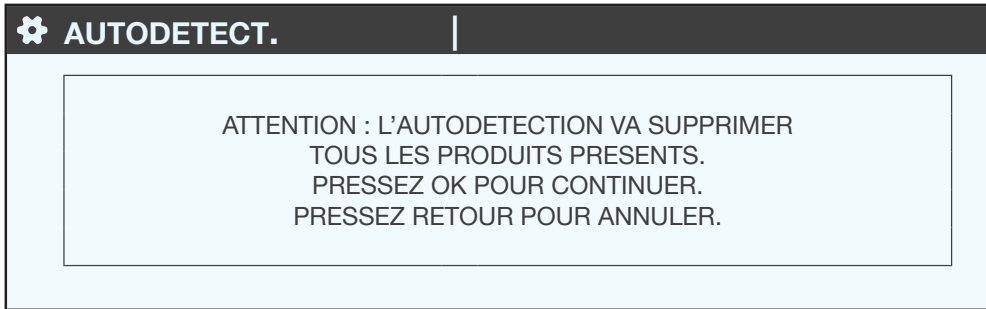 AUTODETECT.
ATTENTION : L'AUTODETECTION VA SUPPRIMER
TOUS LES PRODUITS PRESENTS.
PRESSEZ OK POUR CONTINUER.
PRESSEZ RETOUR POUR ANNULER.